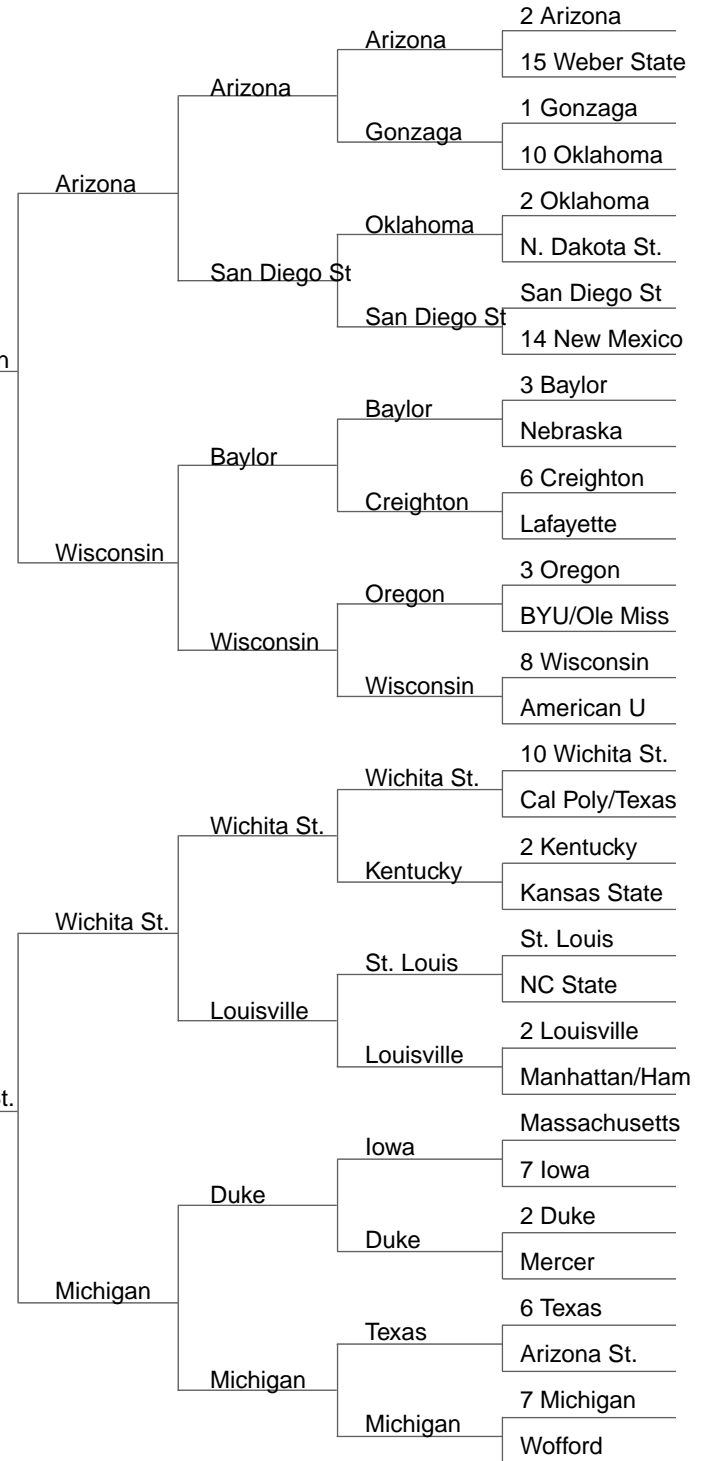 2 Arizona
Arizona
15 Weber State
Arizona
1 Gonzaga
Gonzaga
10 Oklahoma
Arizona
2 Oklahoma
Oklahoma
N. Dakota St.
San Diego St
San Diego St
San Diego St
14 New Mexico
n
3 Baylor
Baylor
Nebraska
Baylor
6 Creighton
Creighton
Lafayette
Wisconsin
3 Oregon
Oregon
BYU/Ole Miss
Wisconsin
8 Wisconsin
Wisconsin
American U
10 Wichita St.
Wichita St.
Cal Poly/Texas
Wichita St.
2 Kentucky
Kentucky
Kansas State
Wichita St.
St. Louis
St. Louis
NC State
Louisville
2 Louisville
Louisville
Manhattan/Ham
t.
Massachusetts
Iowa
7 Iowa
Duke
2 Duke
Duke
Mercer
Michigan
6 Texas
Texas
Arizona St.
Michigan
7 Michigan
Michigan
Wofford